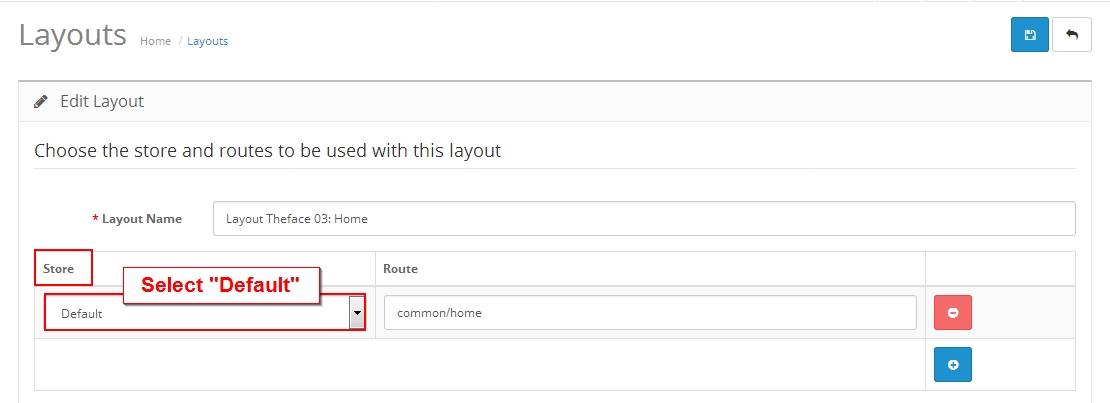 Layouts Home / Layouts
Edit Layout
Choose the store and routes to be used with this layout
* Layout Name Layout Theface 03: Home
Store Route
Select "Default"
Default common/home